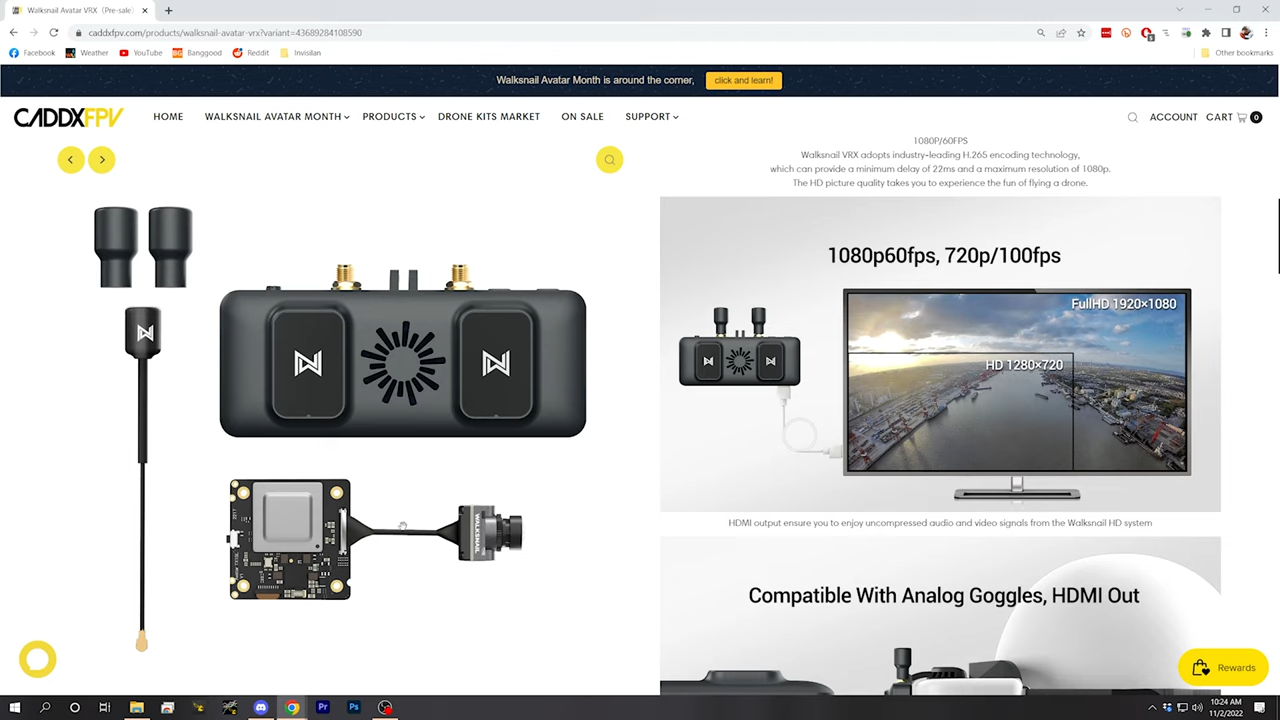 Walksnail Avatar VRX (Pre-sale)
caddxfpv.com/products/walksnail-avatar-vrx?variant=43689284108590
Facebook Weather YouTube Banggood Reddit Invisilan Other bookmarks
Walksnail Avatar Month is around the corner, click and learn!
CADDXFPV HOME WALKSNAIL AVATAR MONTH PRODUCTS DRONE KITS MARKET ON SALE SUPPORT ACCOUNT CART 0
1080P/60FPS
Walksnail VRX adopts industry-leading H.265 encoding technology,
which can provide a minimum delay of 22ms and a maximum resolution of 1080p.
The HD picture quality takes you to experience the fun of flying a drone.
1080p60fps, 720p/100fps
FullHD 1920×1080
HD 1280×720
WALKSNAIL
HDMI output ensure you to enjoy uncompressed audio and video signals from the Walksnail HD system
Compatible With Analog Goggles, HDMI Out
Rewards
10:24 AM
11/2/2022